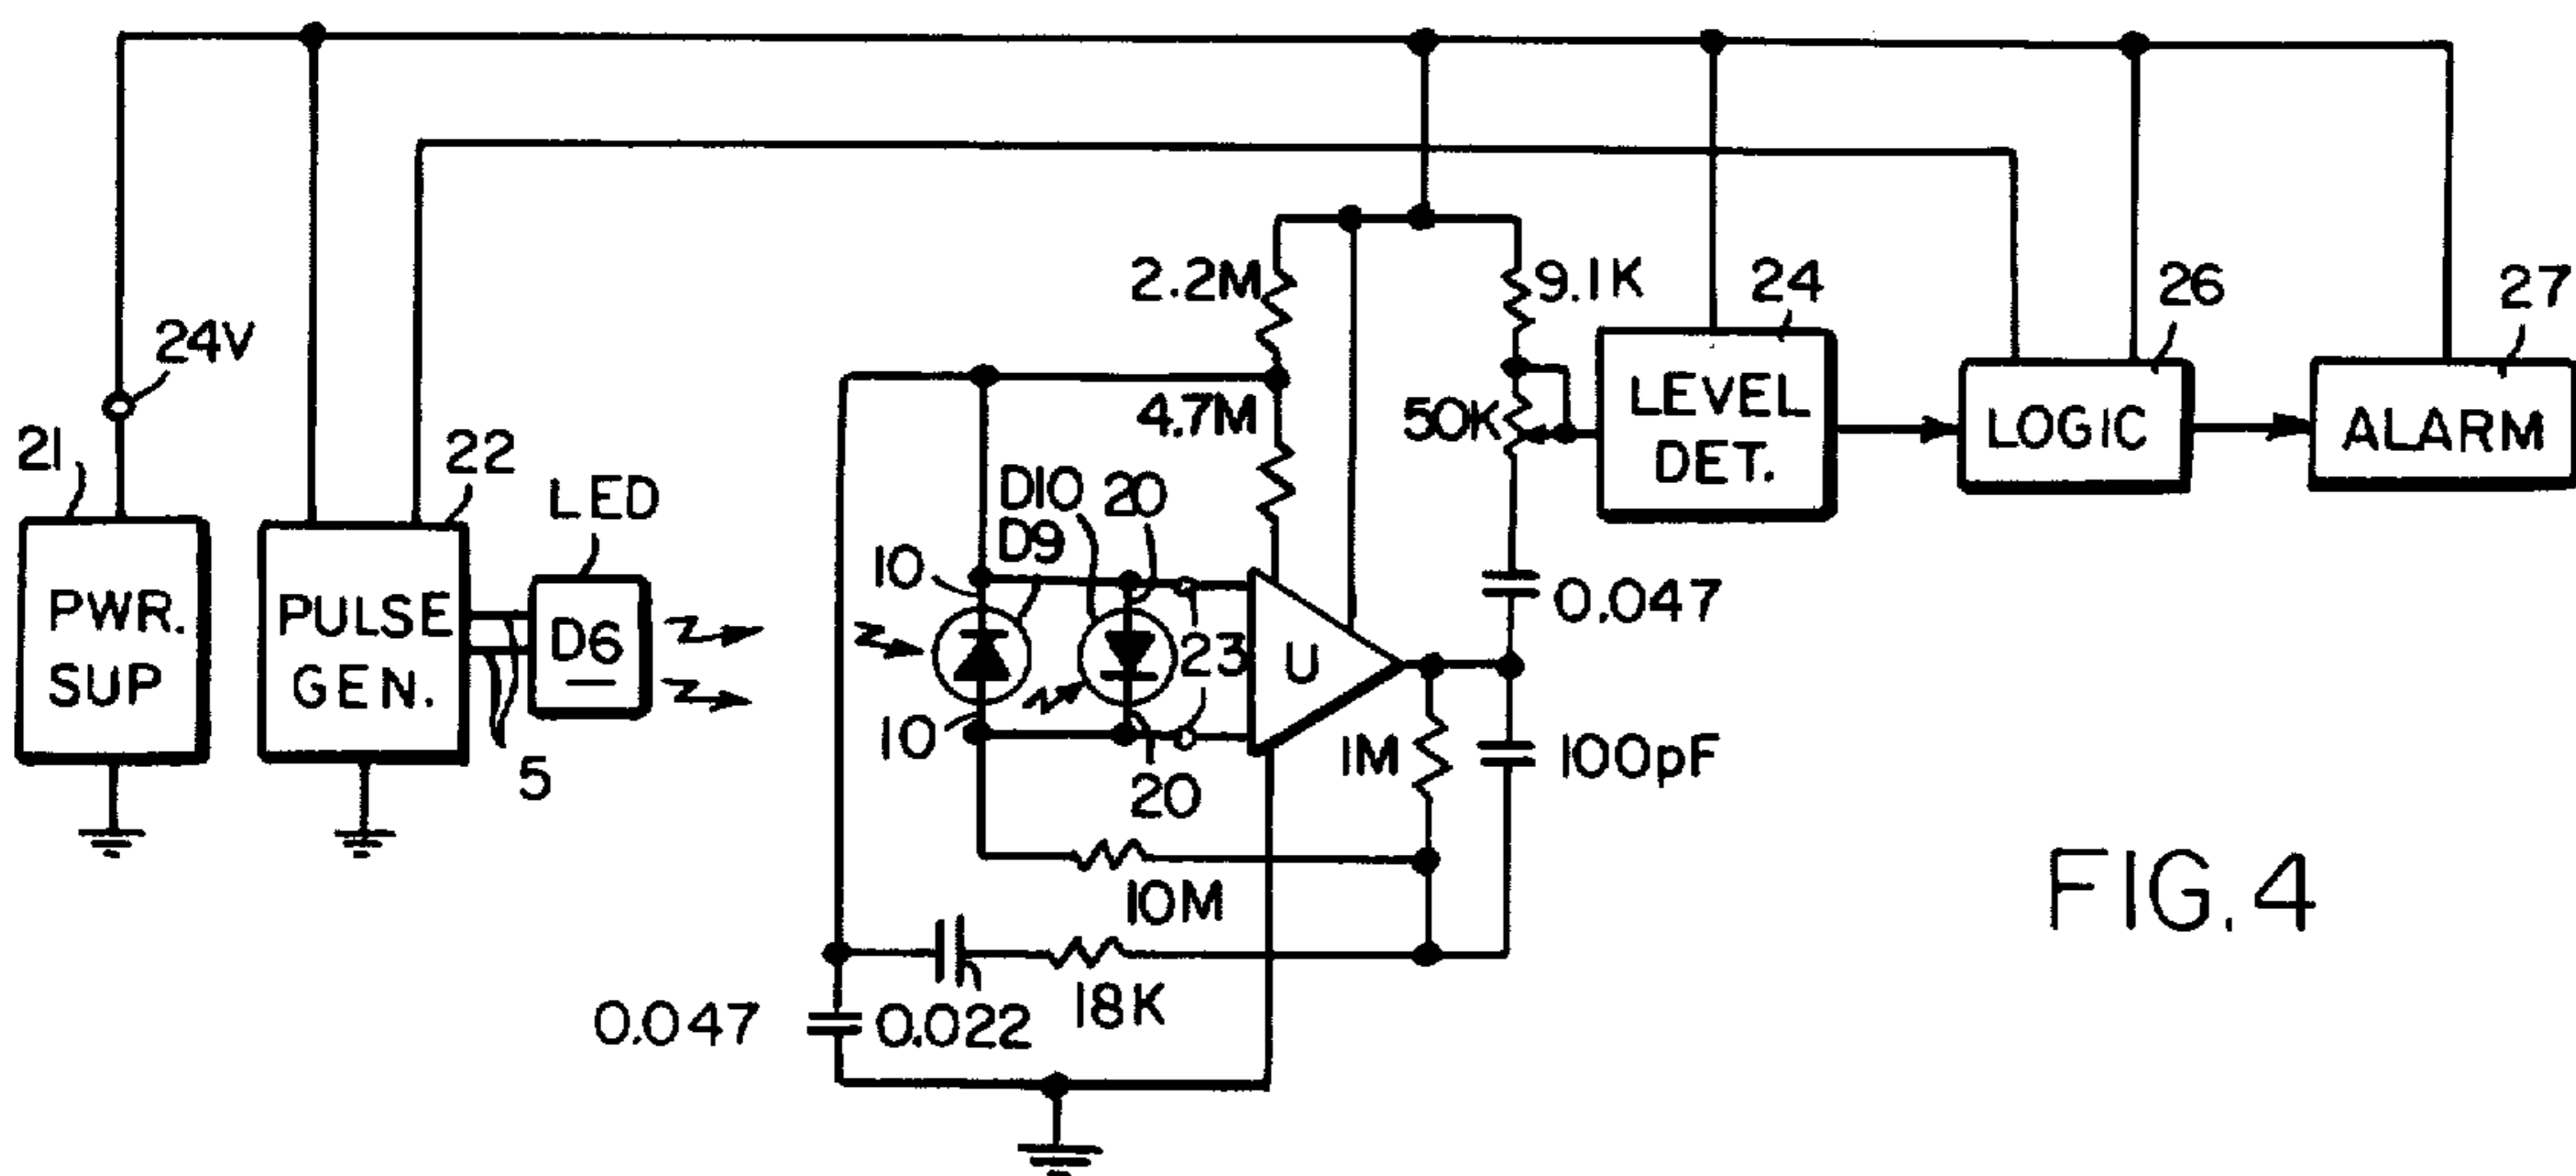 24V
21
PWR.
SUP
22
PULSE
GEN.
5
LED
D6
2.2M
4.7M
9.1K
50K
D10
D9
20
10
10
20
23
U
0.047
1M
100pF
10M
18K
0.022
0.047
24
LEVEL
DET.
26
LOGIC
27
ALARM
FIG. 4